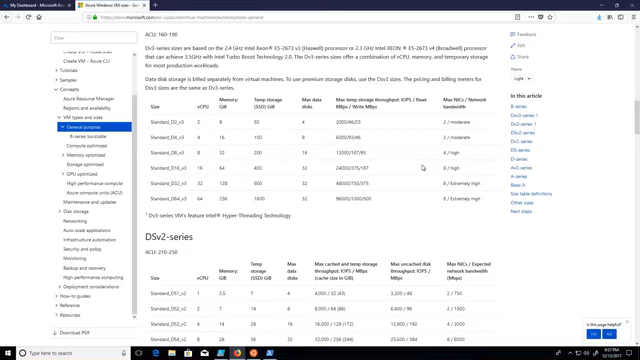 My Dashboard - Microsoft A
Azure Windows VM sizes
https://docs.microsoft.com/en-us/azure/virtual-machines/windows/sizes-general
Filter
Create VM - Azure CLI
Tutorials
Samples
Concepts
Azure Resource Manager
Regions and availability
VM types and sizes
General purpose
B-series burstable
Compute optimized
Memory optimized
Storage optimized
GPU optimized
High performance compute
Azure compute units (ACU)
Maintenance and updates
Disk storage
Networking
Auto-scale applications
Infrastructure automation
Security and policy
Monitoring
Backup and recovery
High performance computing
Deployment considerations
How-to guides
Reference
Resources
Download PDF
ACU: 160-190
Dv3-series sizes are based on the 2.4 GHz Intel Xeon® E5-2673 v3 (Haswell) processor or 2.3 GHz Intel XEON ® E5-2673 v4 (Broadwell) processor
that can achieve 3.5GHz with Intel Turbo Boost Technology 2.0. The Dv3-series sizes offer a combination of vCPU, memory, and temporary storage
for most production workloads.
Data disk storage is billed separately from virtual machines. To use premium storage disks, use the Dsv3 sizes. The pricing and billing meters for
Dsv3 sizes are the same as Dv3-series.
Size vCPU Memory: GiB Temp storage (SSD) GiB Max data disks Max temp storage throughput: IOPS / Read MBps / Write MBps Max NICs / Network bandwidth
Standard_D2_v3 2 8 50 4 3000/46/23 2 / moderate
Standard_D4_v3 4 16 100 8 6000/93/46 2 / moderate
Standard_D8_v3 8 32 200 16 12000/187/93 4 / high
Standard_D16_v3 16 64 400 32 24000/375/187 8 / high
Standard_D32_v3 32 128 800 32 48000/750/375 8 / Extremely high
Standard_D64_v3 64 256 1600 32 96000/1000/500 8 / Extremely high
1 Dv3-series VM's feature Intel® Hyper-Threading Technology
DSv2-series
ACU: 210-250
Size vCPU Memory: GiB Temp storage (SSD) GiB Max data disks Max cached and temp storage throughput: IOPS / MBps (cache size in GiB) Max uncached disk throughput: IOPS / MBps Max NICs / Expected network bandwidth (Mbps)
Standard_DS1_v2 1 3.5 7 4 4,000 / 32 (43) 3,200 / 48 2 / 750
Standard_DS2_v2 2 7 14 8 8,000 / 64 (86) 6,400 / 96 2 / 1500
Standard_DS3_v2 4 14 28 16 16,000 / 128 (172) 12,800 / 192 4 / 3000
Standard_DS4_v2 8 28 56 32 32,000 / 256 (344) 25,600 / 384 8 / 6000
Feedback
Edit
Share
Theme
Light
In this article
B-series
Dsv3-series 1
Dv3-series 1
DSv2-series
Dv2-series
DS-series
D-series
Av2-series
A-series
Basic A
Size table definitions
Other sizes
Next steps
Is this page helpful?
Yes
No
Type here to search
9:07 PM
12/12/2017